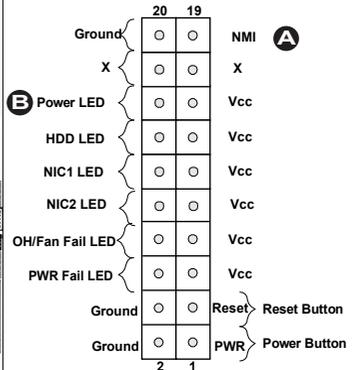 20 19
Ground NMI A
X X
B Power LED Vcc
HDD LED Vcc
NIC1 LED Vcc
NIC2 LED Vcc
OH/Fan Fail LED Vcc
PWR Fail LED Vcc
Ground Reset Reset Button
Ground PWR Power Button
2 1